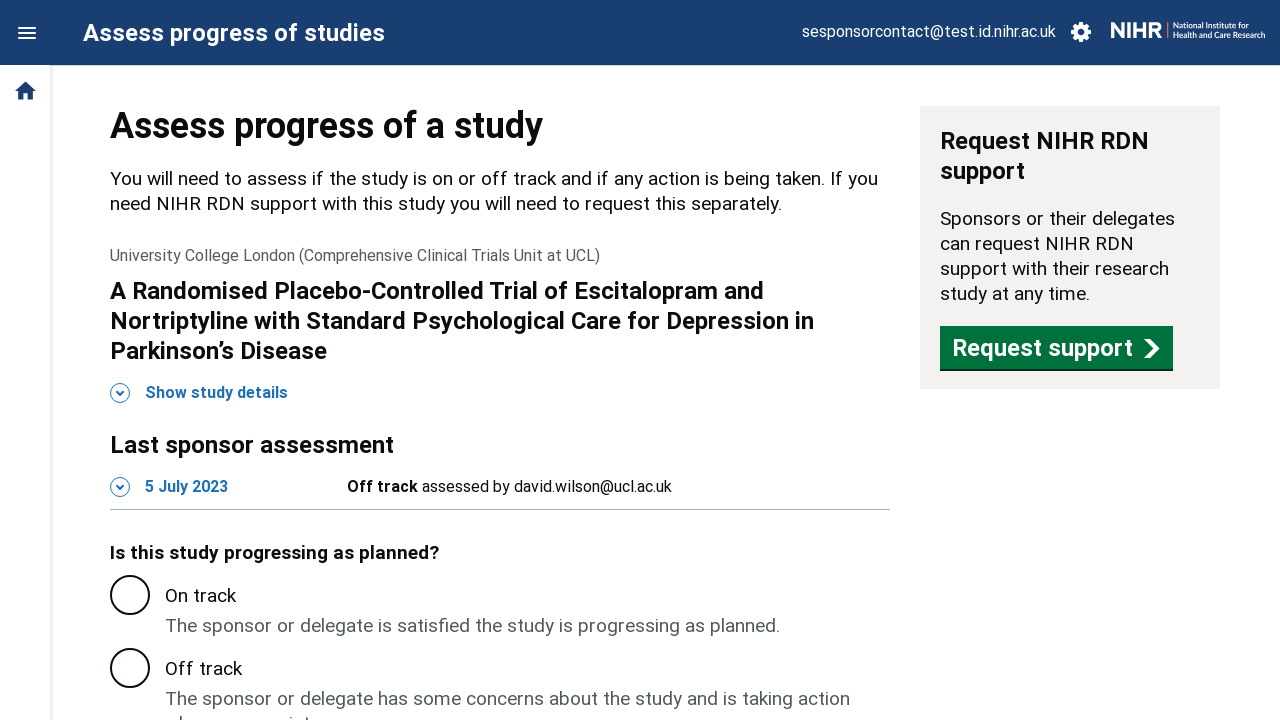 Assess progress of studies
sesponsorcontact@test.id.nihr.ac.uk
NIHR | National Institute for
Health and Care Research
Assess progress of a study
You will need to assess if the study is on or off track and if any action is being taken. If you
need NIHR RDN support with this study you will need to request this separately.
University College London (Comprehensive Clinical Trials Unit at UCL)
A Randomised Placebo-Controlled Trial of Escitalopram and
Nortriptyline with Standard Psychological Care for Depression in
Parkinson’s Disease
Show study details
Last sponsor assessment
5 July 2023 Off track assessed by david.wilson@ucl.ac.uk
Is this study progressing as planned?
On track
The sponsor or delegate is satisfied the study is progressing as planned.
Off track
The sponsor or delegate has some concerns about the study and is taking action
Request NIHR RDN
support
Sponsors or their delegates
can request NIHR RDN
support with their research
study at any time.
Request support